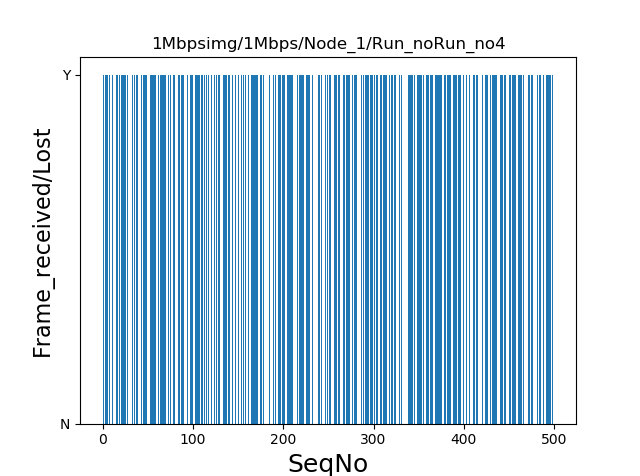 1Mbpsimg/1Mbps/Node_1/Run_noRun_no4
Y
Frame_received/Lost
N
0 100 200 300 400 500
SeqNo